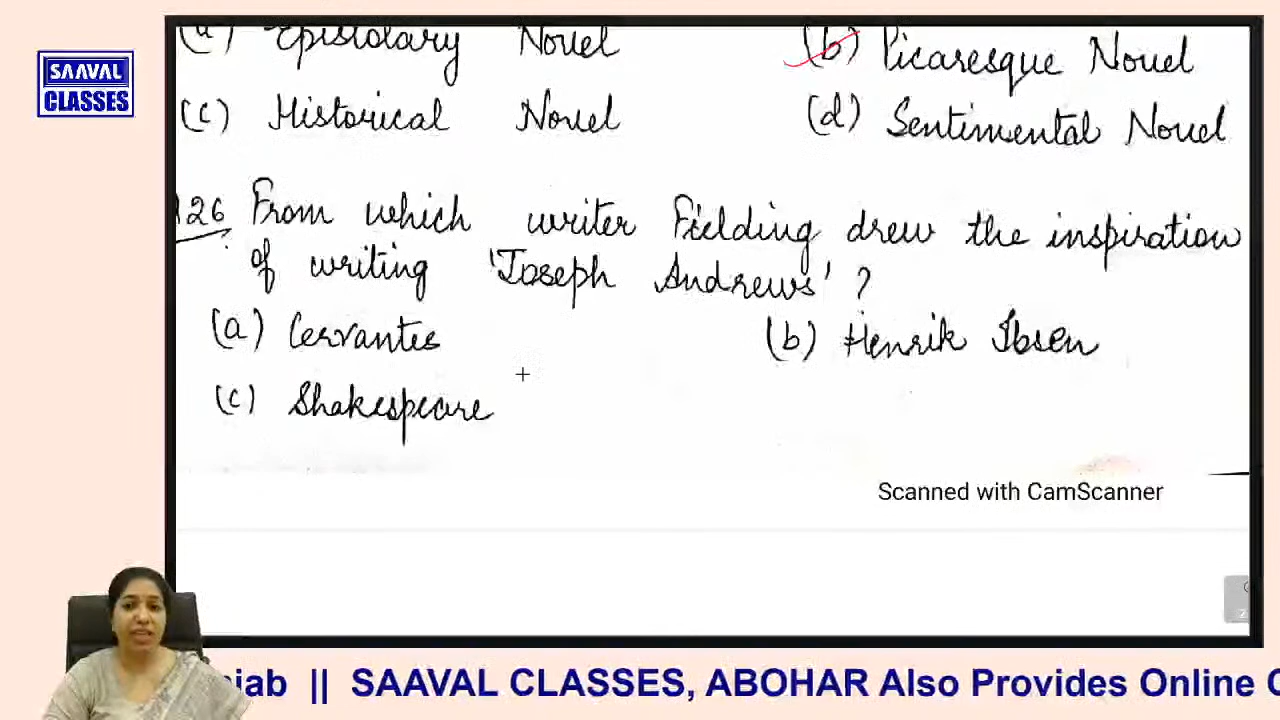 SAAVAL
CLASSES
(a) Epistolary Novel (b) Picaresque Novel
(c) Historical Novel (d) Sentimental Novel
26 From which writer Fielding drew the inspiration
of writing 'Joseph Andrews' ?
(a) Cervantes (b) Henrik Ibsen
(c) Shakespeare
Scanned with CamScanner
|| SAAVAL CLASSES, ABOHAR Also Provides Online